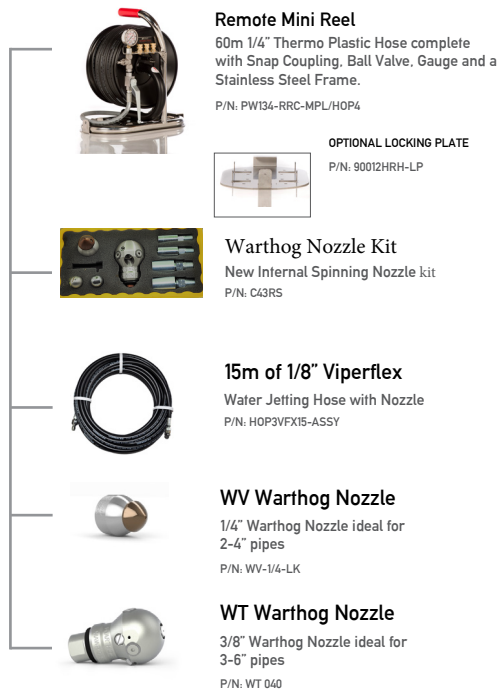 Remote Mini Reel
60m 1/4” Thermo Plastic Hose complete
with Snap Coupling, Ball Valve, Gauge and a
Stainless Steel Frame.
P/N: PW134-RRC-MPL/HOP4
OPTIONAL LOCKING PLATE
P/N: 90012HRH-LP
Warthog Nozzle Kit
New Internal Spinning Nozzle kit
P/N: C43RS
15m of 1/8” Viperflex
Water Jetting Hose with Nozzle
P/N: HOP3VFX15-ASSY
WV Warthog Nozzle
1/4” Warthog Nozzle ideal for
2-4” pipes
P/N: WV-1/4-LK
WT Warthog Nozzle
3/8” Warthog Nozzle ideal for
3-6” pipes
P/N: WT 040